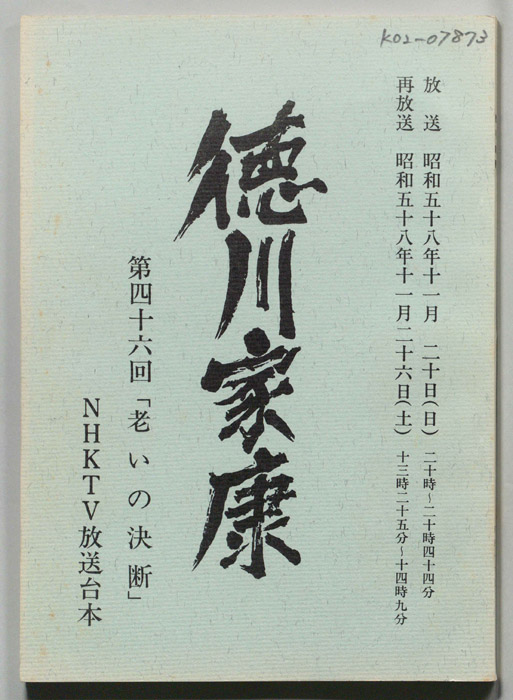 K02-07873
放送 昭和五十八年十一月 二十日(日) 二十時~二十時四十四分
再放送 昭和五十八年十一月二十六日(土) 十三時二十五分~十四時九分
徳川家康
第四十六回「老いの決断」
NHKTV放送台本